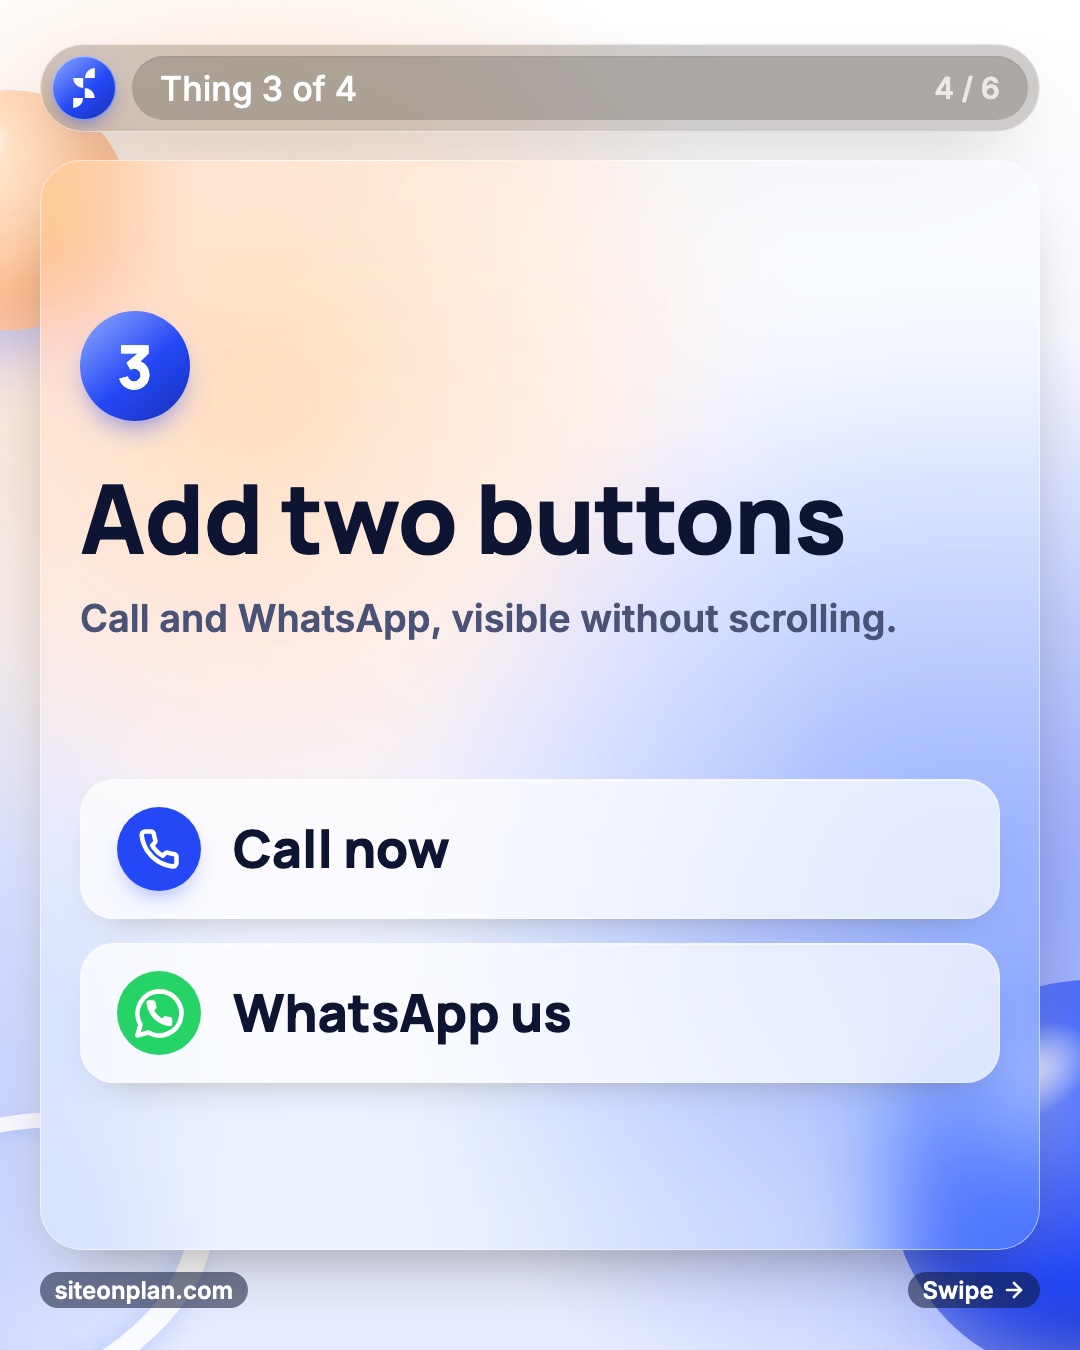 Thing 3 of 4
4 / 6
3
Add two buttons
Call and WhatsApp, visible without scrolling.
Call now
WhatsApp us
siteonplan.com
Swipe →